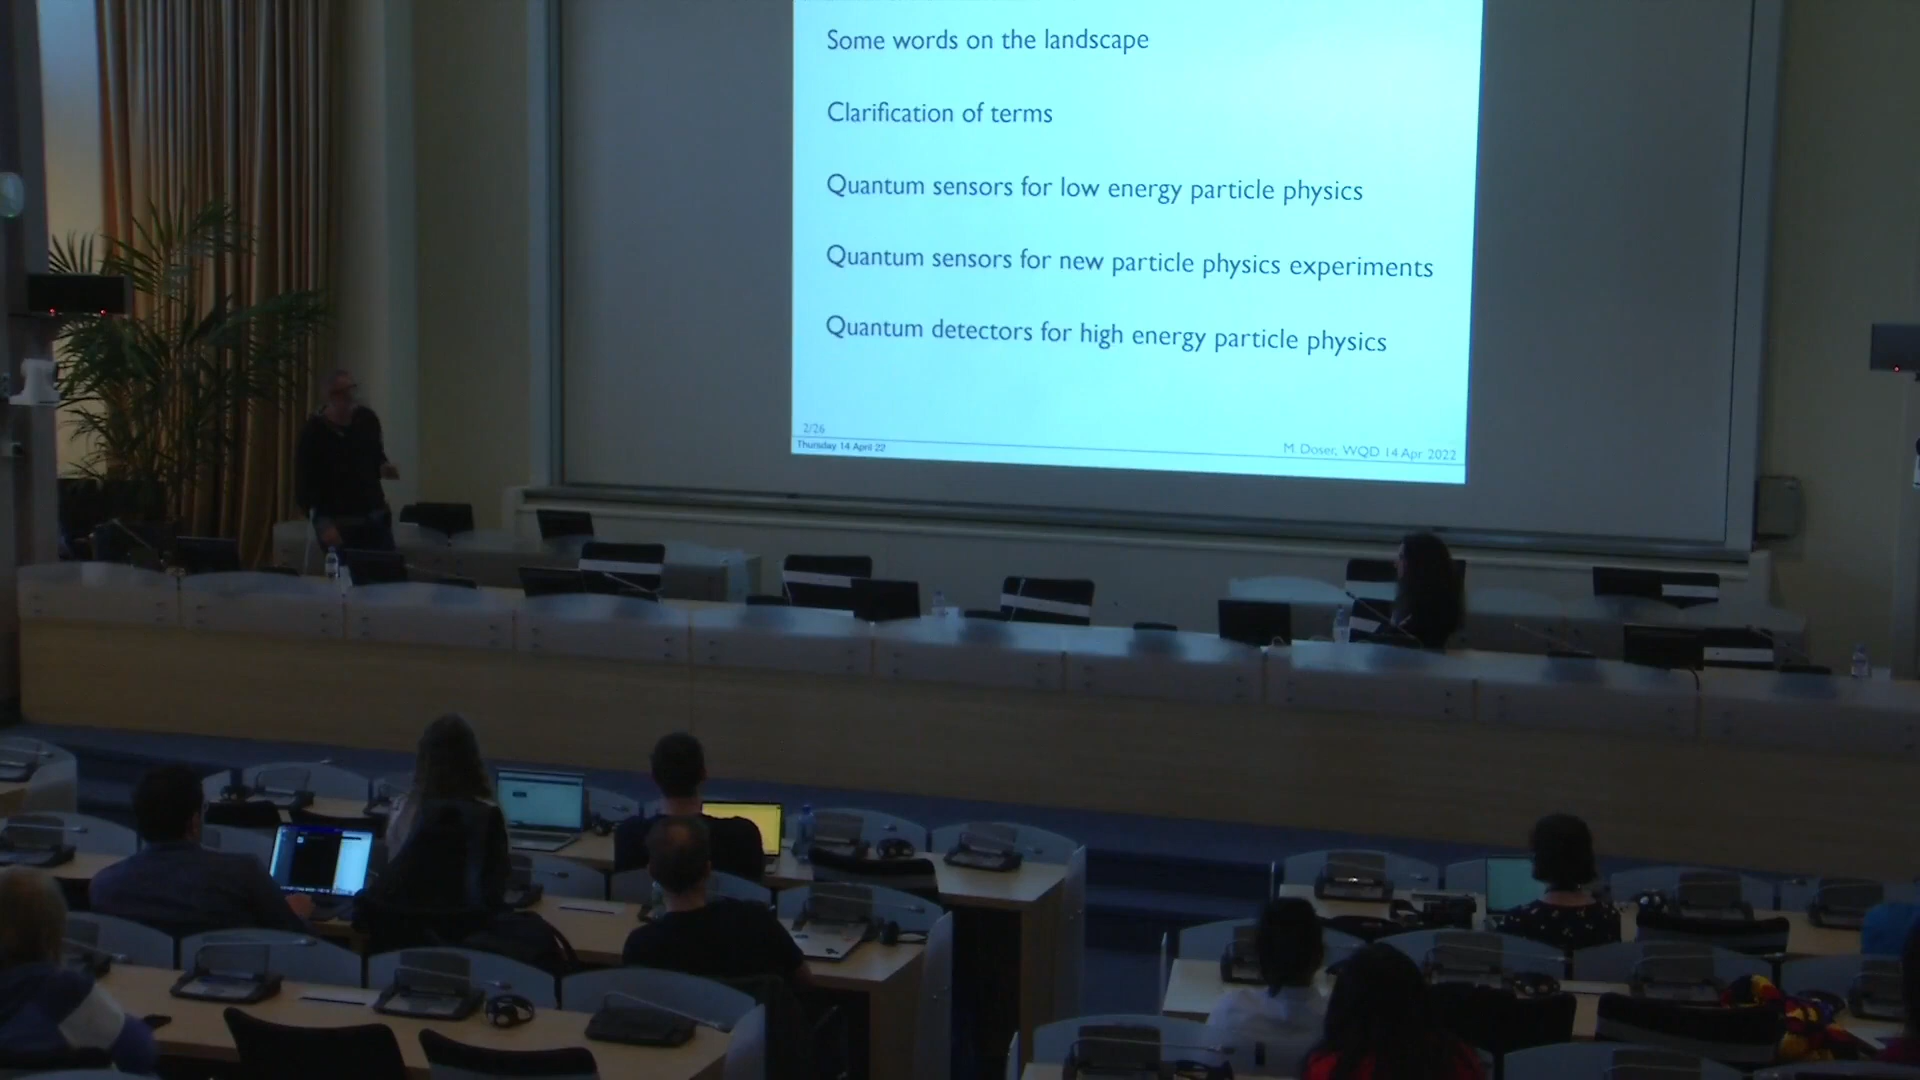 Some words on the landscape
Clarification of terms
Quantum sensors for low energy particle physics
Quantum sensors for new particle physics experiments
Quantum detectors for high energy particle physics
2/26
Thursday 14 April 22
M. Doser, WQD 14 Apr 2022